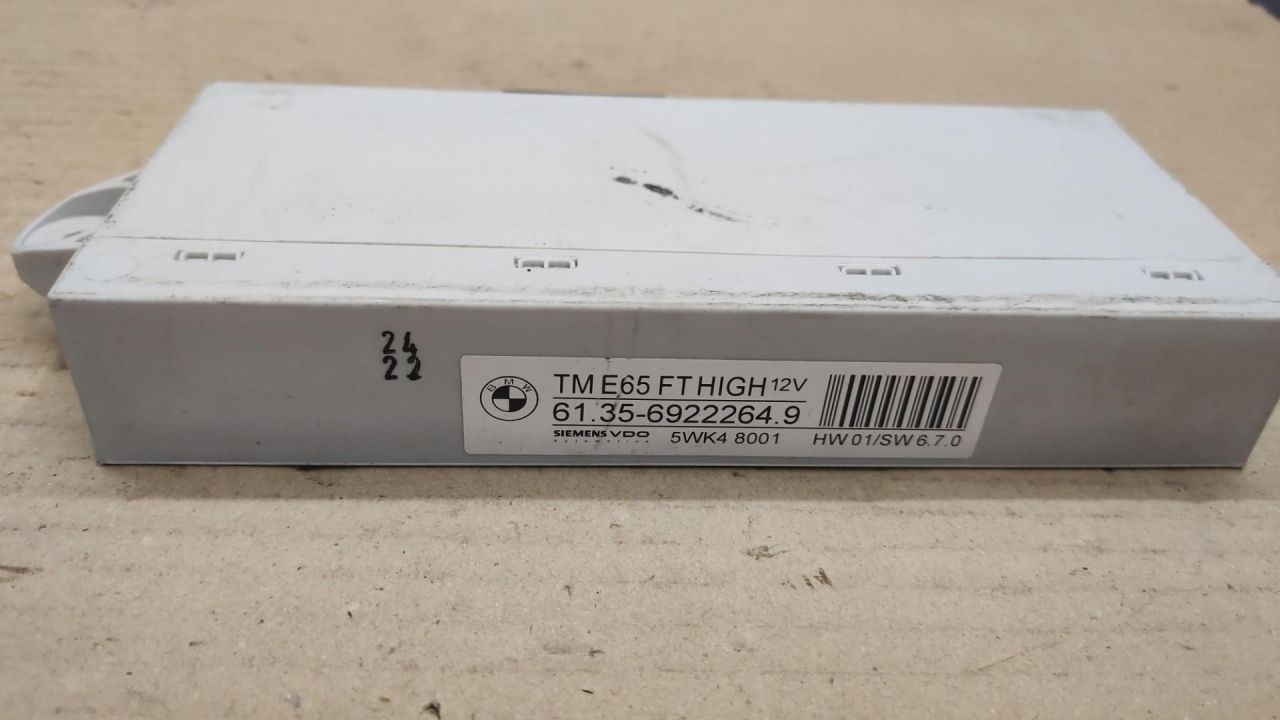 24
22
BMW
TM E65 FT HIGH 12V
61.35-6922264.9
SIEMENS VDO 5WK4 8001 HW 01/SW 6.7.0
Automotive